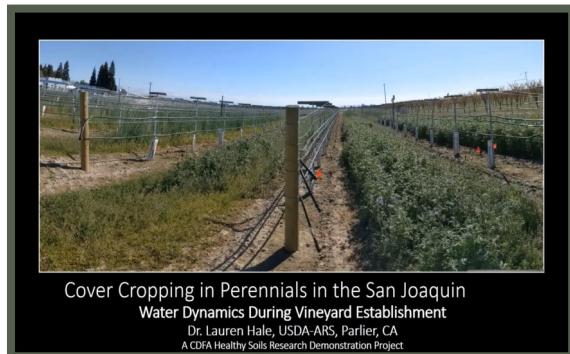 Cover Cropping in Perennials in the San Joaquin
Water Dynamics During Vineyard Establishment
Dr. Lauren Hale, USDA-ARS, Parlier, CA
A CDFA Healthy Soils Research Demonstration Project